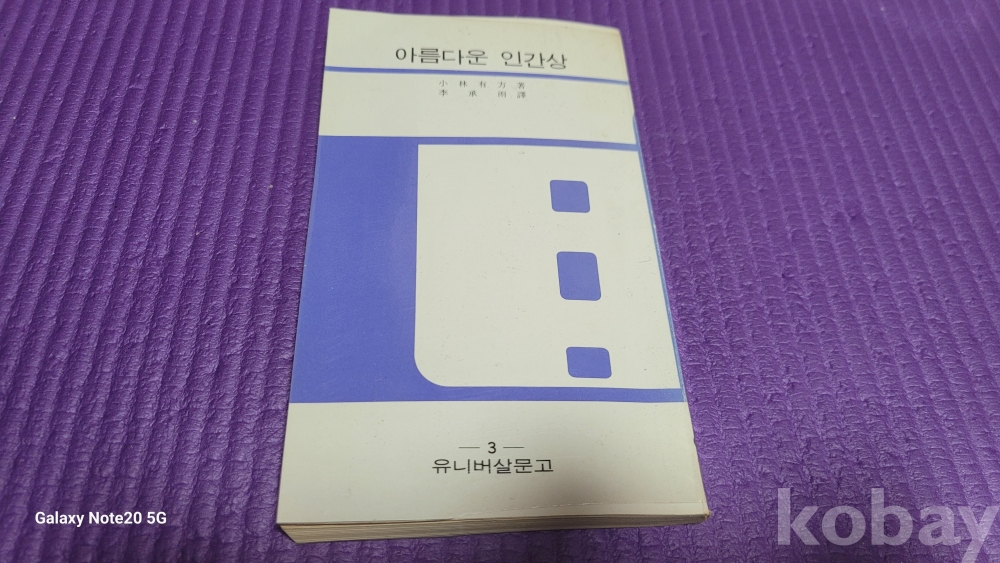 아름다운 인간상
小林有方 著
李承雨 譯
— 3 —
유니버살문고
Galaxy Note20 5G
kobay